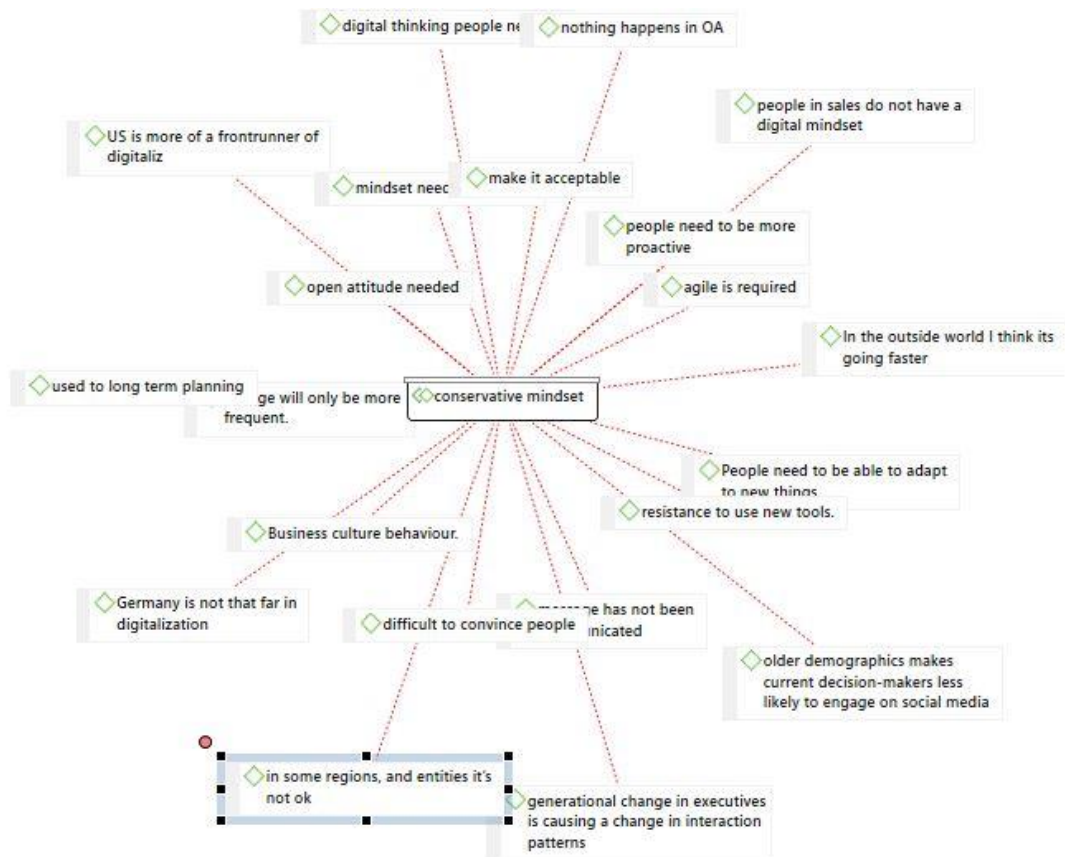 digital thinking people
nothing happens in OA
people in sales do not have a
digital mindset
US is more of a frontrunner of
digitaliz
mindset
make it acceptable
people need to be more
proactive
open attitude needed
agile is required
In the outside world I think its
going faster
used to long term planning
will only be more
frequent.
conservative mindset
People need to be able to adapt
to new things
resistance to use new tools.
Business culture behaviour.
Germany is not that far in
digitalization
difficult to convince people
has not been
older demographics makes
current decision-makers less
likely to engage on social media
in some regions, and entities it's
not ok
generational change in executives
is causing a change in interaction
patterns